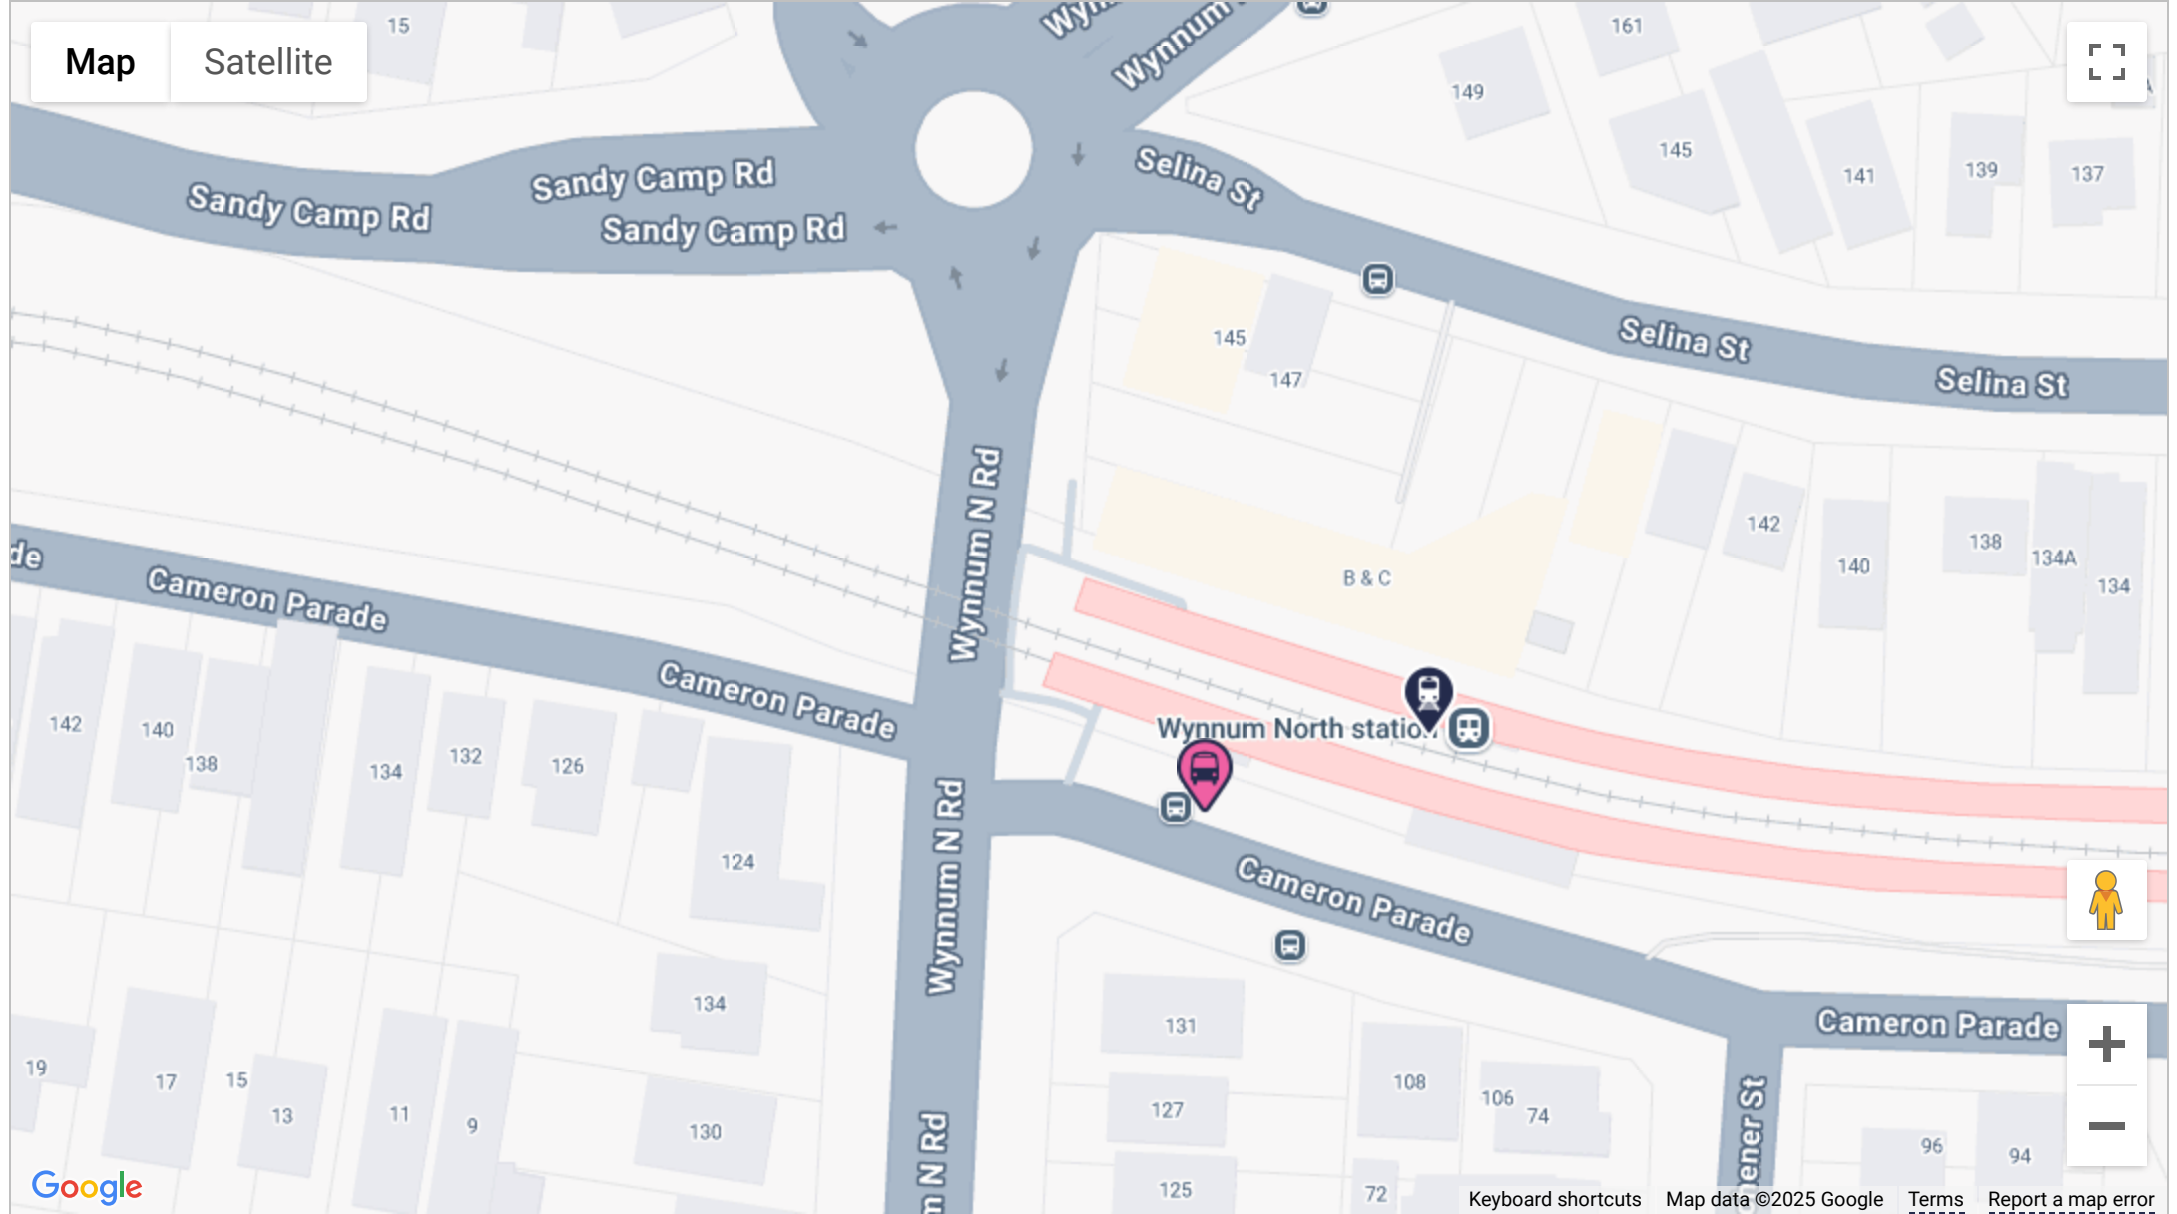 Map
Satellite
15
161
149
145
141
139
137
Wynnum
Sandy Camp Rd
Sandy Camp Rd
Sandy Camp Rd
Selina St
Selina St
Selina St
145
147
Wynnum N Rd
B & C
142
140
138
134A
134
Cameron Parade
Cameron Parade
Wynnum North station
142
140
138
134
132
126
124
Wynnum N Rd
Cameron Parade
Cameron Parade
134
130
19
17
15
13
11
9
131
127
125
108
106
74
72
96
94
N Rd
Google
Keyboard shortcuts
Map data ©2025 Google
Terms
Report a map error